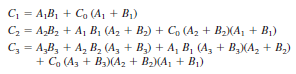 C₁ = A₁B₁ + C₀ (A₁ + B₁)
C₂ = A₂B₂ + A₁ B₁ (A₂ + B₂) + C₀ (A₂ + B₂)(A₁ + B₁)
C₃ = A₃B₃ + A₂ B₂ (A₃ + B₃) + A₁ B₁ (A₃ + B₃)(A₂ + B₂)
+ C₀ (A₃ + B₃)(A₂ + B₂)(A₁ + B₁)